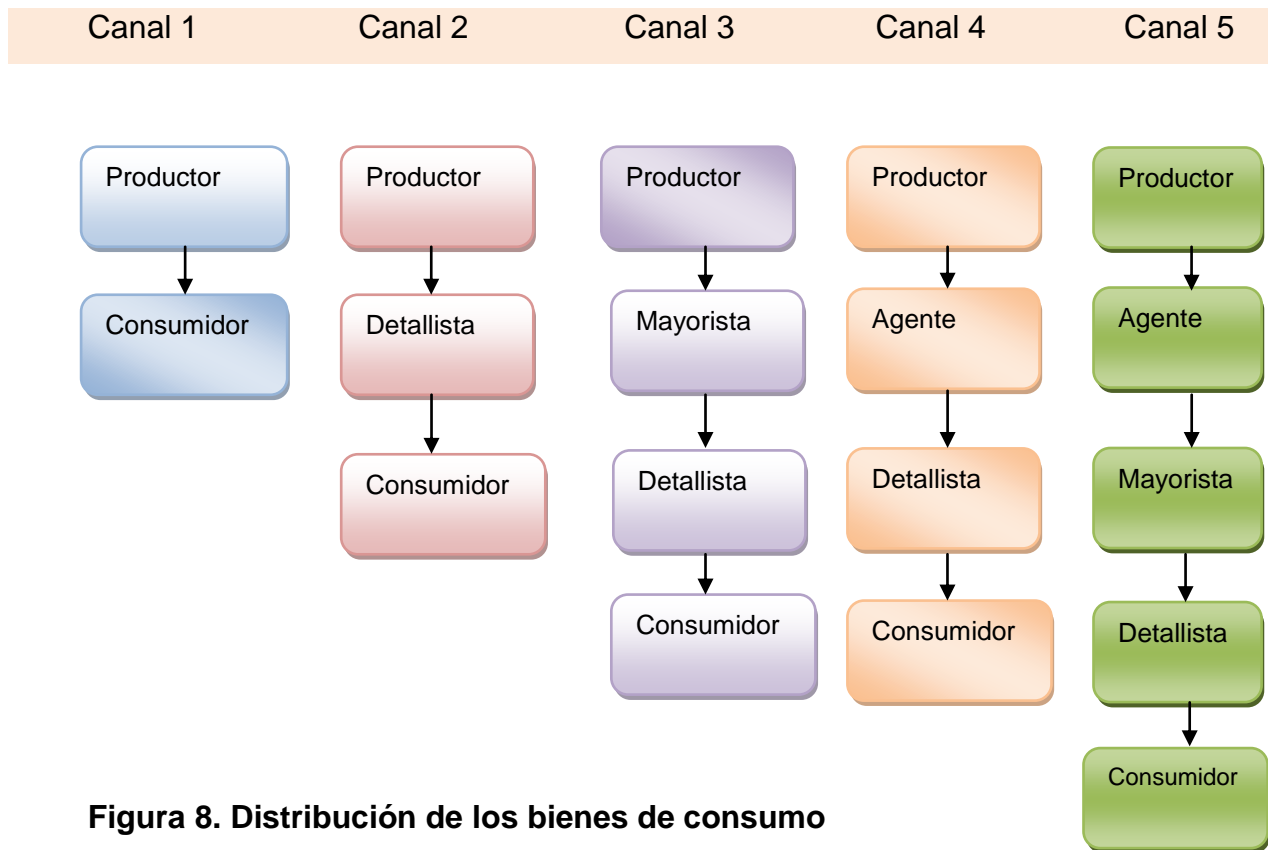 Canal 1 Canal 2 Canal 3 Canal 4 Canal 5
Productor Productor Productor Productor Productor
Consumidor Detallista Mayorista Agente Agente
Consumidor Detallista Detallista Mayorista
Consumidor Consumidor Detallista
Consumidor
Figura 8. Distribución de los bienes de consumo